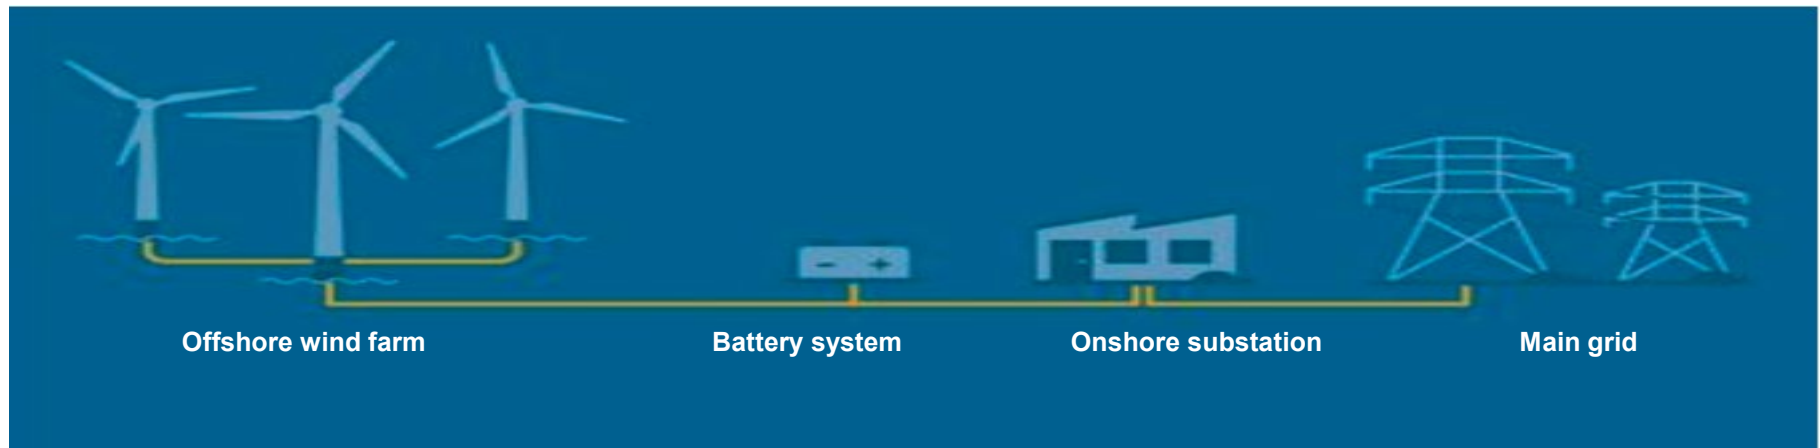 - +
Offshore wind farm
Battery system
Onshore substation
Main grid